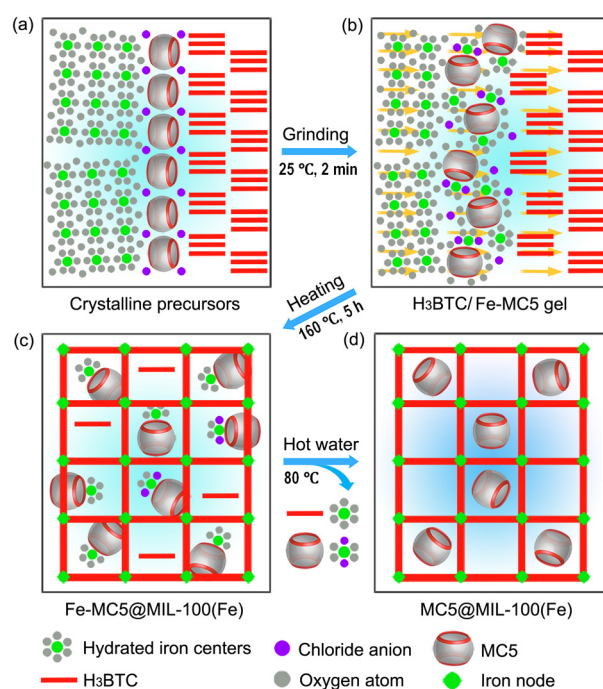 (a)
(b)
Grinding
25 ℃, 2 min
Crystalline precursors
H3BTC/ Fe-MC5 gel
Heating
160 ℃, 5 h
(c)
(d)
Hot water
80 ℃
Fe-MC5@MIL-100(Fe)
MC5@MIL-100(Fe)
Hydrated iron centers
Chloride anion
MC5
H3BTC
Oxygen atom
Iron node